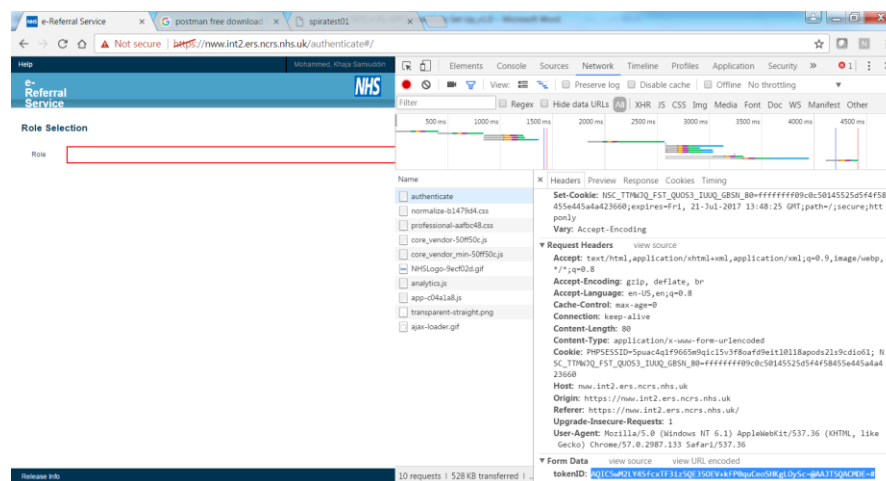 e-Referral Service
postman free download
spiratest01
Not secure
https://nww.int2.ers.ncrs.nhs.uk/authenticate#/
Help
Mohammed, Khaja Samiuddin
e-
Referral
Service
NHS
Role Selection
Role
Release Info
Elements Console Sources Network Timeline Profiles Application Security » 1
View: Preserve log Disable cache Offline No throttling
Filter Regex Hide data URLs All XHR JS CSS Img Media Font Doc WS Manifest Other
500 ms 1000 ms 1500 ms 2000 ms 2500 ms 3000 ms 3500 ms 4000 ms 4500 ms
Name
authenticate
normalize-b1479d4.css
professional-aafbc48.css
core_vendor-50ff50c.js
core_vendor_min-50ff50c.js
NHSLogo-9ecf02d.gif
analytics.js
app-c04a1a8.js
transparent-straight.png
ajax-loader.gif
10 requests | 528 KB transferred | ...
× Headers Preview Response Cookies Timing
Set-Cookie: NSC_TTMWJQ_FST_QUOS3_IUUQ_GBSN_80=ffffffff09c0c50145525d5f4f58
455e445a4a423660;expires=Fri, 21-Jul-2017 13:48:25 GMT;path=/;secure;htt
ponly
Vary: Accept-Encoding
Request Headers view source
Accept: text/html,application/xhtml+xml,application/xml;q=0.9,image/webp,
*/*;q=0.8
Accept-Encoding: gzip, deflate, br
Accept-Language: en-US,en;q=0.8
Cache-Control: max-age=0
Connection: keep-alive
Content-Length: 80
Content-Type: application/x-www-form-urlencoded
Cookie: PHPSESSID=5puac4q1f9665m9qic15v3f8oafd9eit10118apods21s9cdio61; N
SC_TTMWJQ_FST_QUOS3_IUUQ_GBSN_80=ffffffff09c0c50145525d5f4f58455e445a4a4
23660
Host: nww.int2.ers.ncrs.nhs.uk
Origin: https://nww.int2.ers.ncrs.nhs.uk
Referer: https://nww.int2.ers.ncrs.nhs.uk/
Upgrade-Insecure-Requests: 1
User-Agent: Mozilla/5.0 (Windows NT 6.1) AppleWebKit/537.36 (KHTML, like
Gecko) Chrome/57.0.2987.133 Safari/537.36
Form Data view source view URL encoded
tokenID: